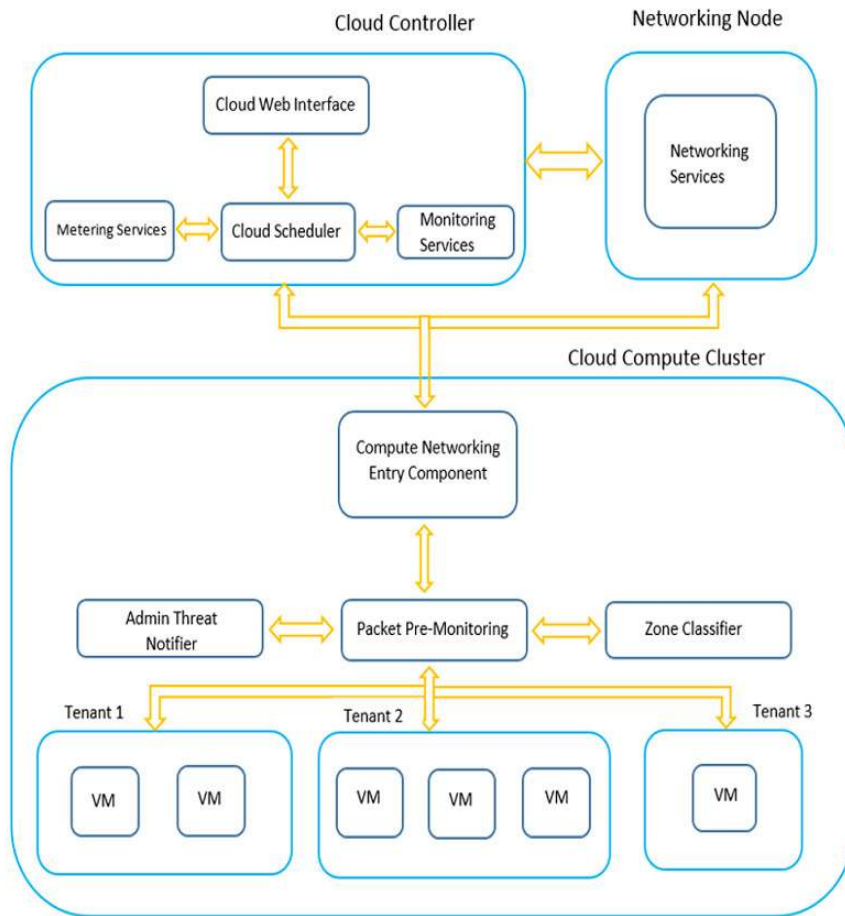 Cloud Controller
Networking Node
Cloud Web Interface
Networking
Services
Metering Services
Cloud Scheduler
Monitoring
Services
Cloud Compute Cluster
Compute Networking
Entry Component
Admin Threat
Notifier
Packet Pre-Monitoring
Zone Classifier
Tenant 1
Tenant 2
Tenant 3
VM
VM
VM
VM
VM
VM